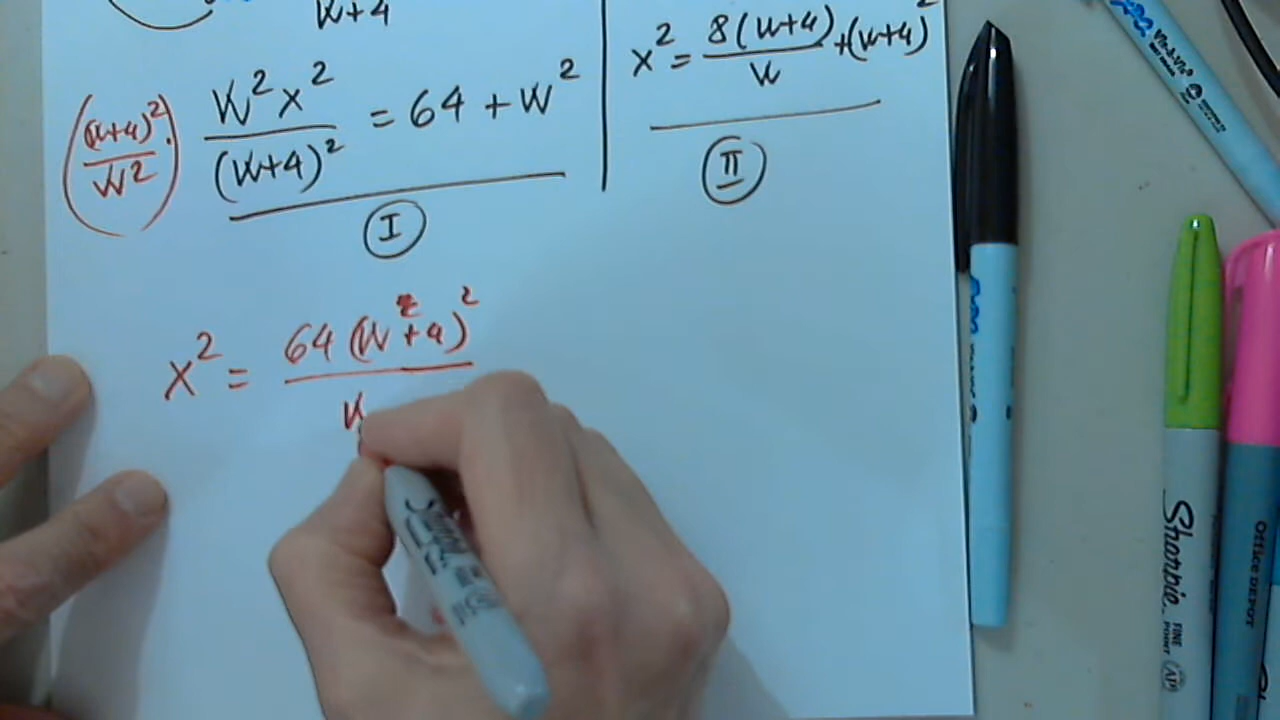 W+4
((W+4)²/W²)· W²x²/(W+4)² = 64 + W²
I
x² = 8(W+4)/W + (W+4)²
II
x² = 64(W+4)²/W
Sharpie
FINE POINT
AP
Office DEPOT